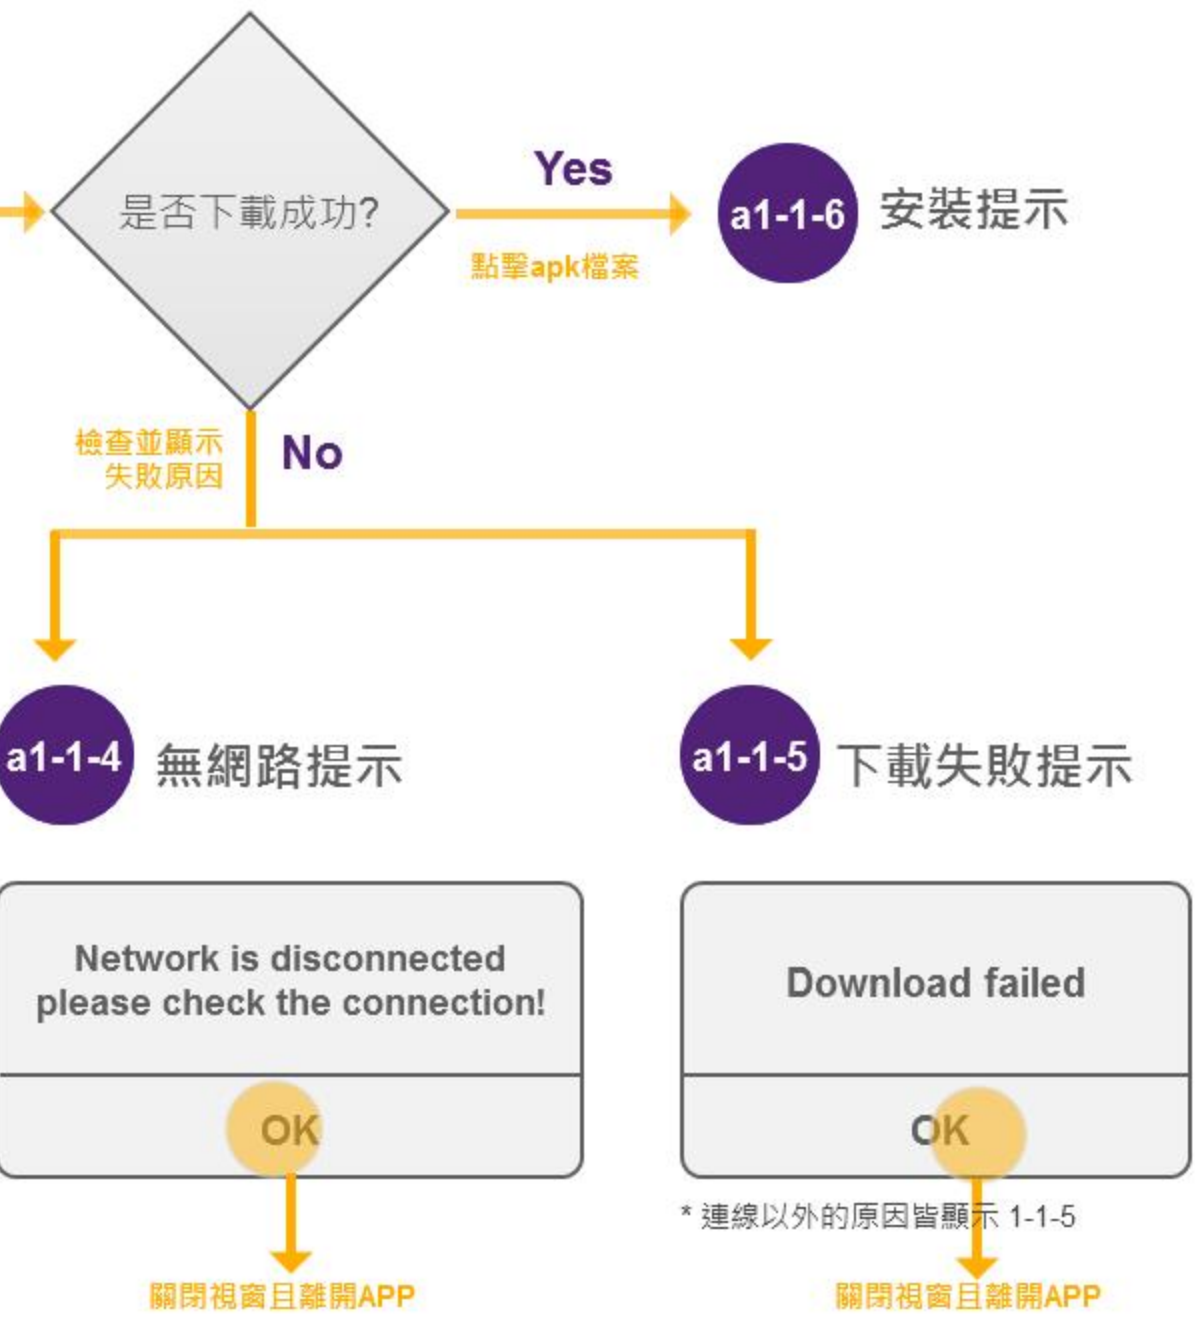 是否下載成功?
Yes
點擊apk檔案
a1-1-6
安裝提示
檢查並顯示
失敗原因
No
a1-1-4
無網路提示
a1-1-5
下載失敗提示
Network is disconnected
please check the connection!
OK
關閉視窗且離開APP
Download failed
OK
* 連線以外的原因皆顯示 1-1-5
關閉視窗且離開APP